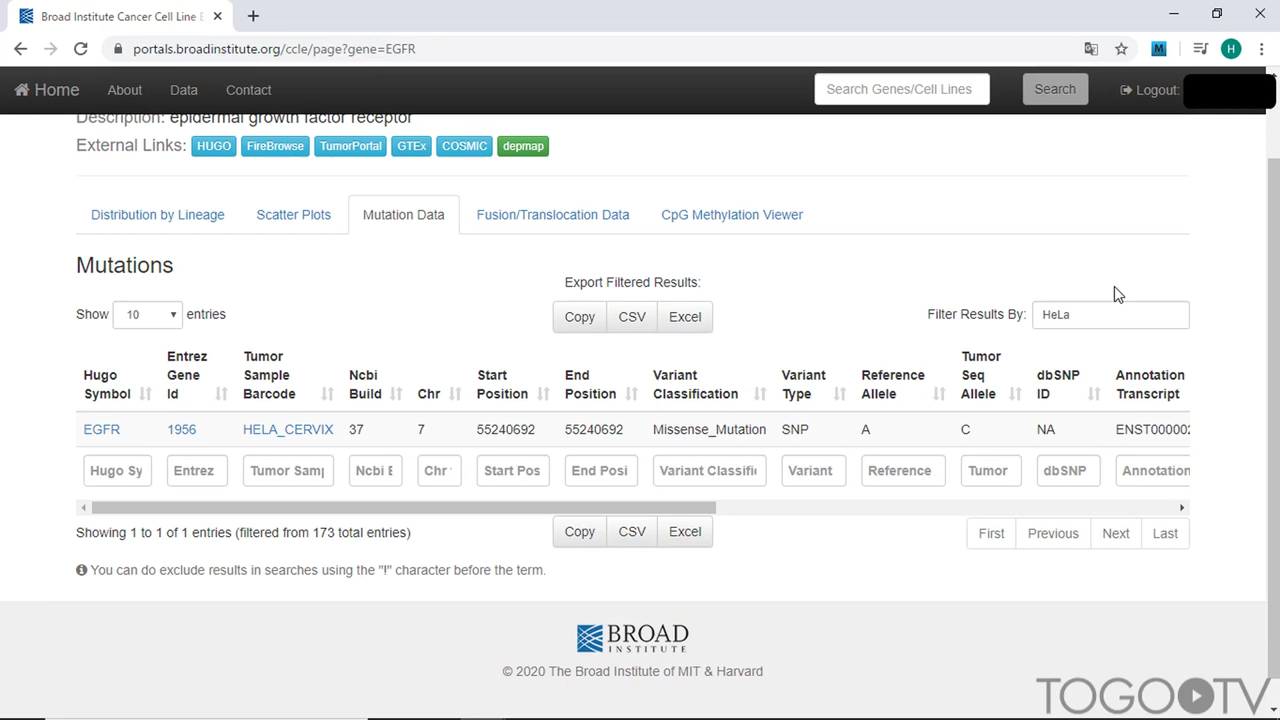 Broad Institute Cancer Cell Line E
portals.broadinstitute.org/ccle/page?gene=EGFR
M
H
Home About Data Contact Search Genes/Cell Lines Search Logout:
Description: epidermal growth factor receptor
External Links: HUGO FireBrowse TumorPortal GTEx COSMIC depmap
Distribution by Lineage Scatter Plots Mutation Data Fusion/Translocation Data CpG Methylation Viewer
Mutations
Export Filtered Results:
Show 10 entries Copy CSV Excel Filter Results By: HeLa
Hugo Symbol Entrez Gene Id Tumor Sample Barcode Ncbi Build Chr Start Position End Position Variant Classification Variant Type Reference Allele Tumor Seq Allele dbSNP ID Annotation Transcript
EGFR 1956 HELA_CERVIX 37 7 55240692 55240692 Missense_Mutation SNP A C NA ENST000002
Hugo Sy Entrez Tumor Samp Ncbi B Chr Start Pos End Posi Variant Classific Variant Reference Tumor dbSNP Annotation
Showing 1 to 1 of 1 entries (filtered from 173 total entries) Copy CSV Excel First Previous Next Last
You can do exclude results in searches using the "!" character before the term.
BROAD
INSTITUTE
© 2020 The Broad Institute of MIT & Harvard
TOGO TV